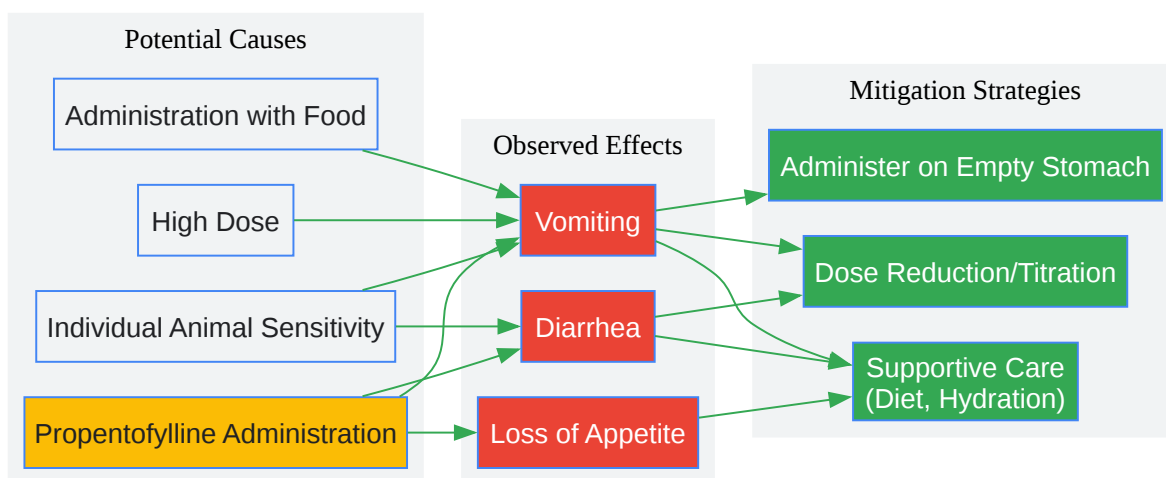 Potential Causes
Administration with Food
High Dose
Individual Animal Sensitivity
Propentofylline Administration
Observed Effects
Vomiting
Diarrhea
Loss of Appetite
Mitigation Strategies
Administer on Empty Stomach
Dose Reduction/Titration
Supportive Care
(Diet, Hydration)